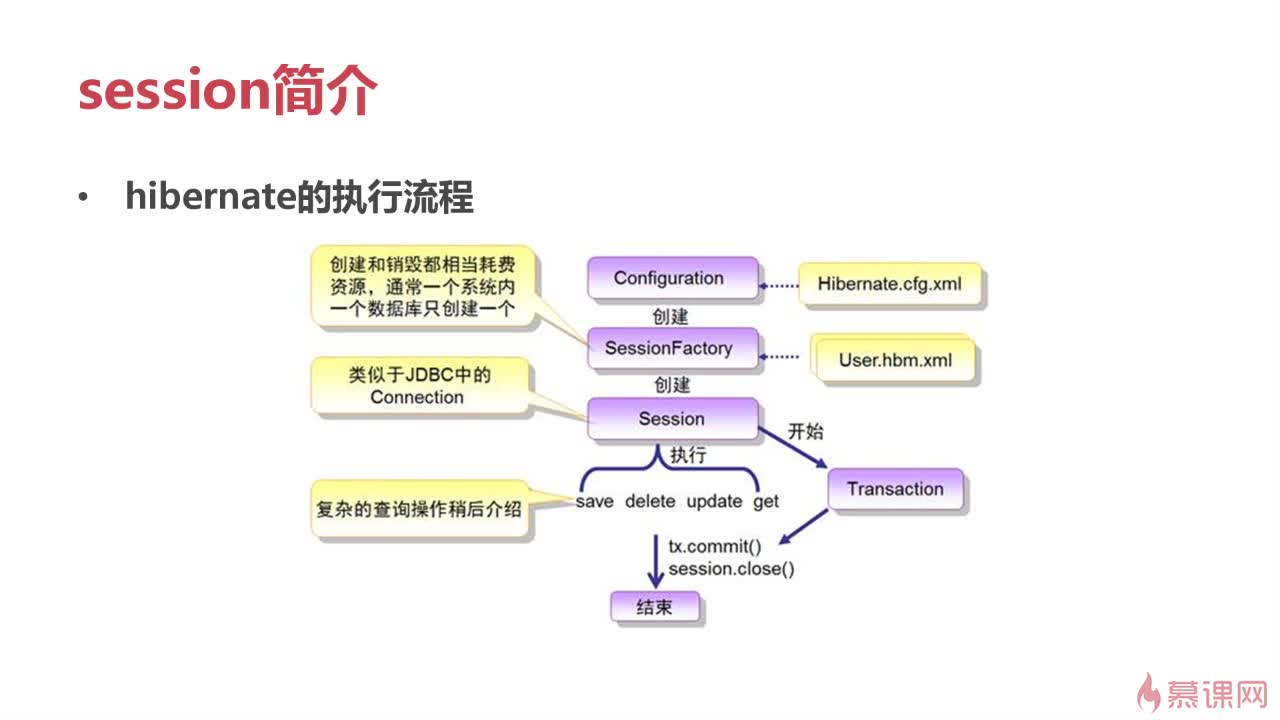 session简介
• hibernate的执行流程
创建和销毁都相当耗费
资源，通常一个系统内
一个数据库只创建一个
Configuration
Hibernate.cfg.xml
创建
SessionFactory
User.hbm.xml
创建
类似于JDBC中的
Connection
Session
开始
执行
Transaction
复杂的查询操作稍后介绍
save delete update get
tx.commit()
session.close()
结束
慕课网